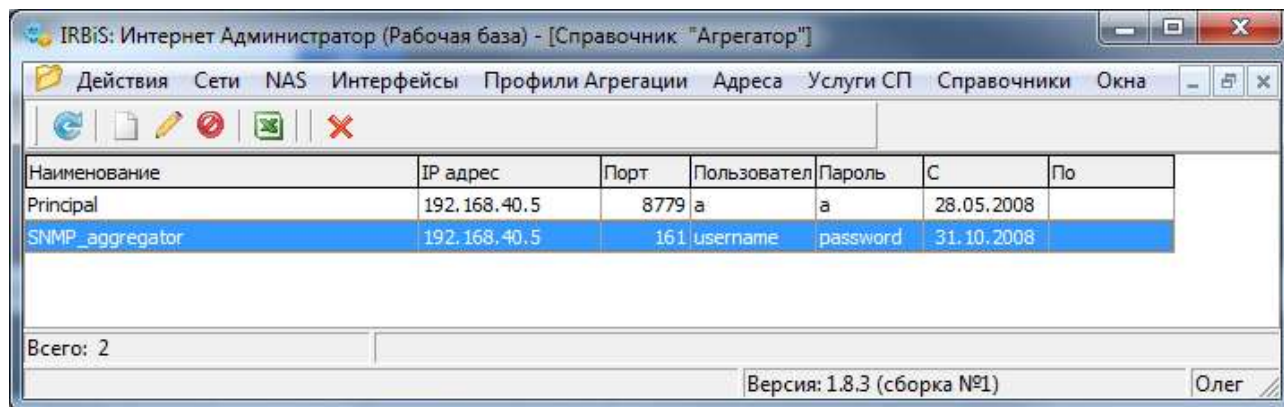 IRBiS: Интернет Администратор (Рабочая база) - [Справочник "Агрегатор"]
Действия Сети NAS Интерфейсы Профили Агрегации Адреса Услуги СП Справочники Окна
Наименование IP адрес Порт Пользовател Пароль С По
Principal 192.168.40.5 8779 a a 28.05.2008
SNMP_aggregator 192.168.40.5 161 username password 31.10.2008
Всего: 2
Версия: 1.8.3 (сборка №1) Олег